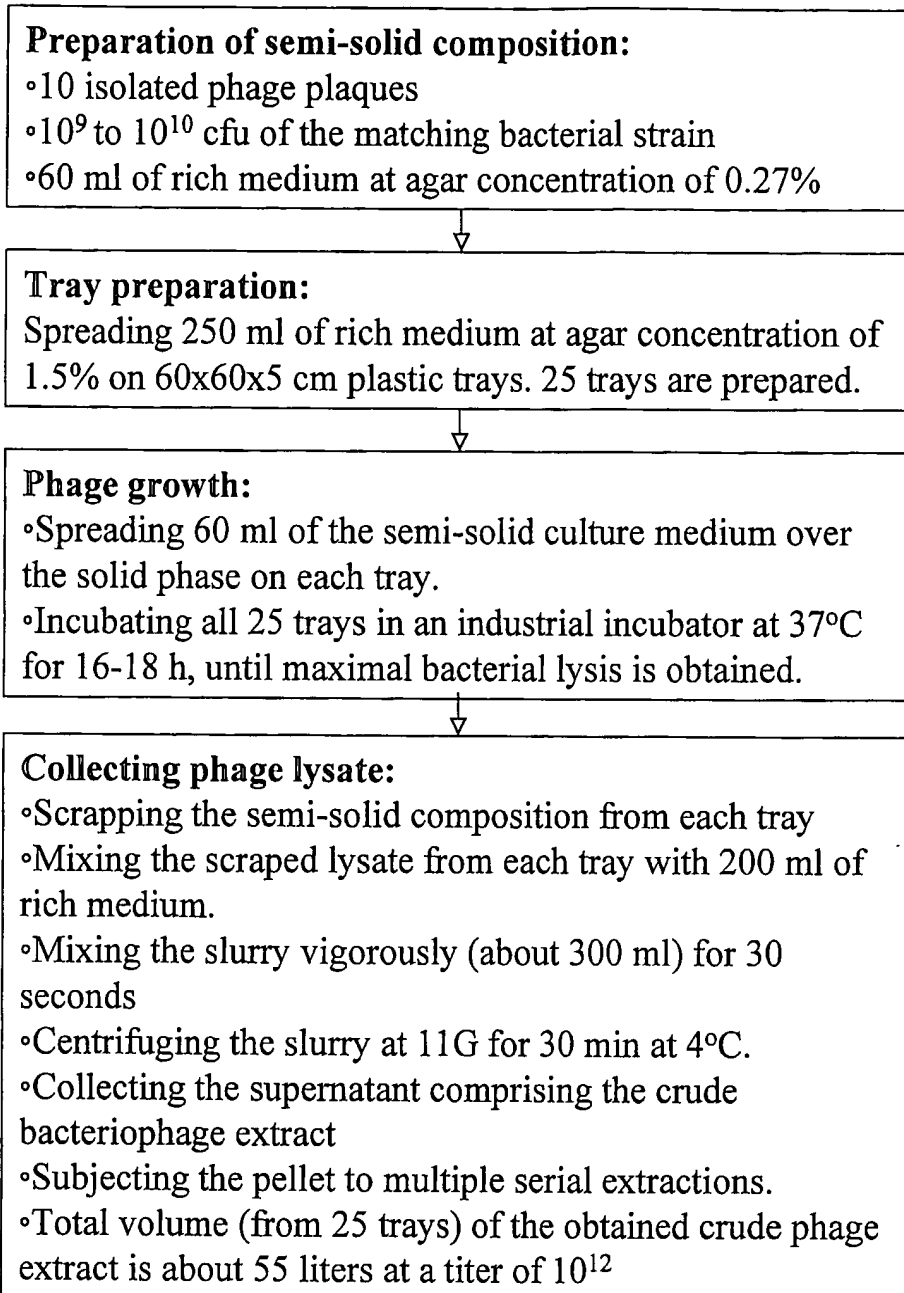 Preparation of semi-solid composition:
∘10 isolated phage plaques
∘10⁹ to 10¹⁰ cfu of the matching bacterial strain
∘60 ml of rich medium at agar concentration of 0.27%
Tray preparation:
Spreading 250 ml of rich medium at agar concentration of
1.5% on 60x60x5 cm plastic trays. 25 trays are prepared.
Phage growth:
∘Spreading 60 ml of the semi-solid culture medium over
the solid phase on each tray.
∘Incubating all 25 trays in an industrial incubator at 37ºC
for 16-18 h, until maximal bacterial lysis is obtained.
Collecting phage lysate:
∘Scrapping the semi-solid composition from each tray
∘Mixing the scraped lysate from each tray with 200 ml of
rich medium.
∘Mixing the slurry vigorously (about 300 ml) for 30
seconds
∘Centrifuging the slurry at 11G for 30 min at 4ºC.
∘Collecting the supernatant comprising the crude
bacteriophage extract
∘Subjecting the pellet to multiple serial extractions.
∘Total volume (from 25 trays) of the obtained crude phage
extract is about 55 liters at a titer of 10¹²